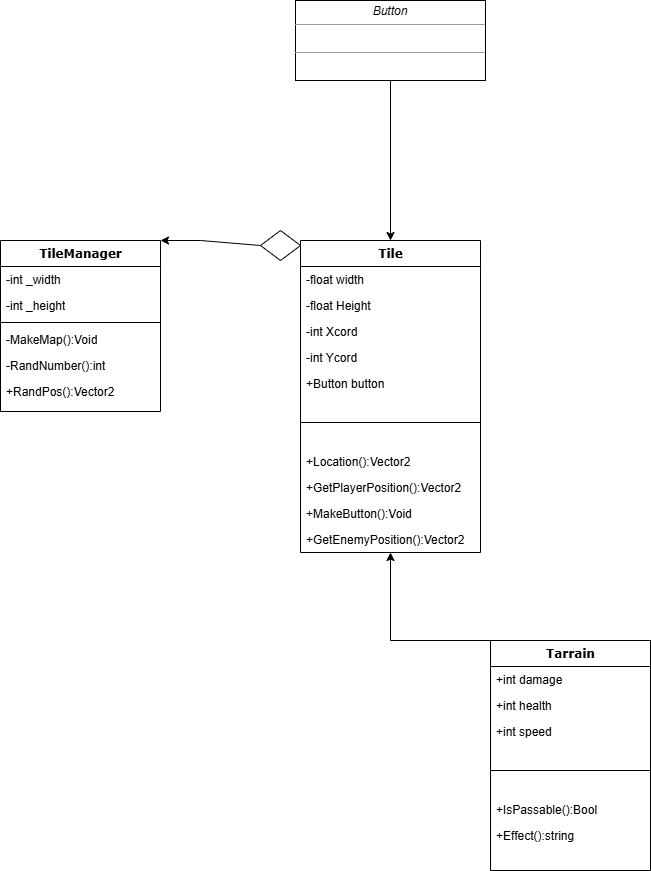 Button
TileManager
-int _width
-int _height
-MakeMap():Void
-RandNumber():int
+RandPos():Vector2
Tile
-float width
-float Height
-int Xcord
-int Ycord
+Button button
+Location():Vector2
+GetPlayerPosition():Vector2
+MakeButton():Void
+GetEnemyPosition():Vector2
Tarrain
+int damage
+int health
+int speed
+IsPassable():Bool
+Effect():string